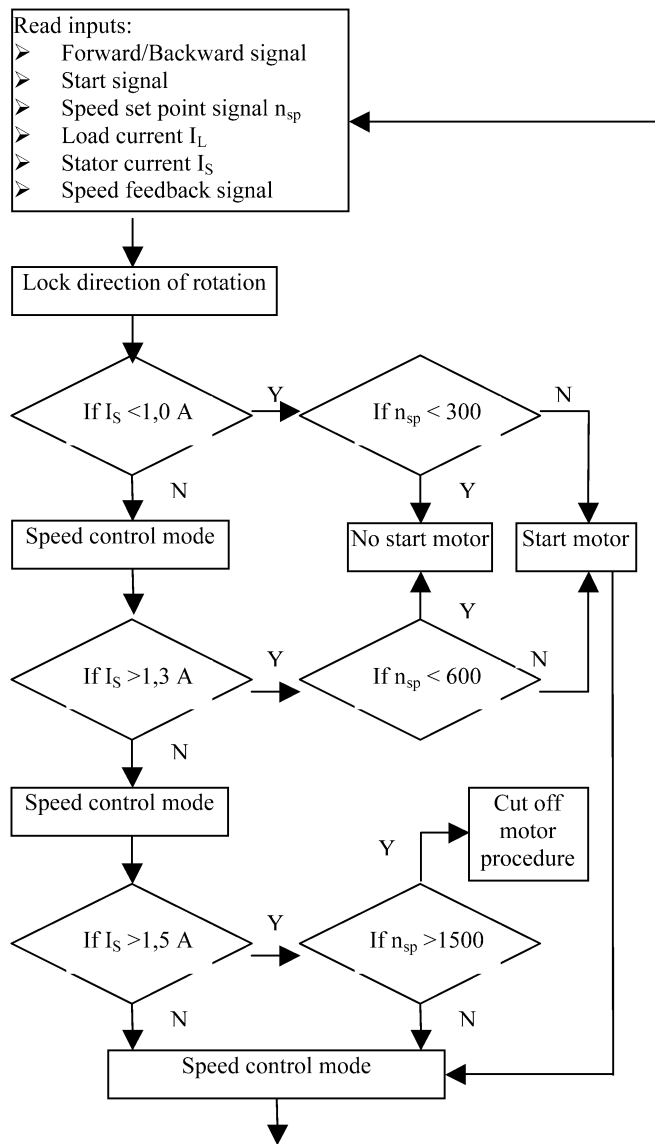 Read inputs:
➢ Forward/Backward signal
➢ Start signal
➢ Speed set point signal nsp
➢ Load current IL
➢ Stator current IS
➢ Speed feedback signal
Lock direction of rotation
If IS <1,0 A
Y
If nsp < 300
N
N
Y
Speed control mode
No start motor
Start motor
Y
If IS >1,3 A
Y
If nsp < 600
N
N
Speed control mode
Cut off
motor
procedure
Y
If IS >1,5 A
Y
If nsp >1500
N
N
Speed control mode